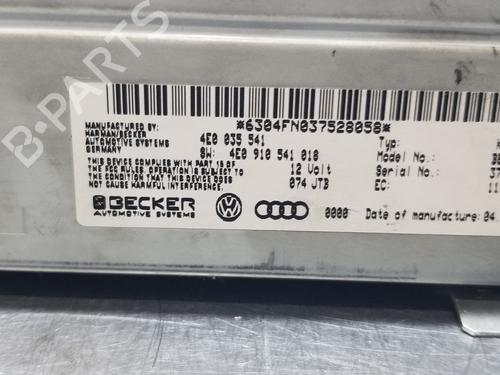 *6304FN037528058*
MANUFACTURED BY:
HARMAN/BECKER
AUTOMOTIVE SYSTEMS
GERMANY
4E0 035 541
SW: 4E0 910 541 018
THIS DEVICE COMPLIES WITH PART 15 OF
THE FCC RULES. OPERATION IS SUBJECT TO
THE CONDITION THAT THIS DEVICE DOES
NOT CAUSE HARMFUL INTERFERENCE.
12 Volt
074 JTB
Typ:
Model No.:
Serial No.: 37
EC: 11
BECKER
AUTOMOTIVE SYSTEMS
0000 Date of manufacture: 04.
B-PARTS